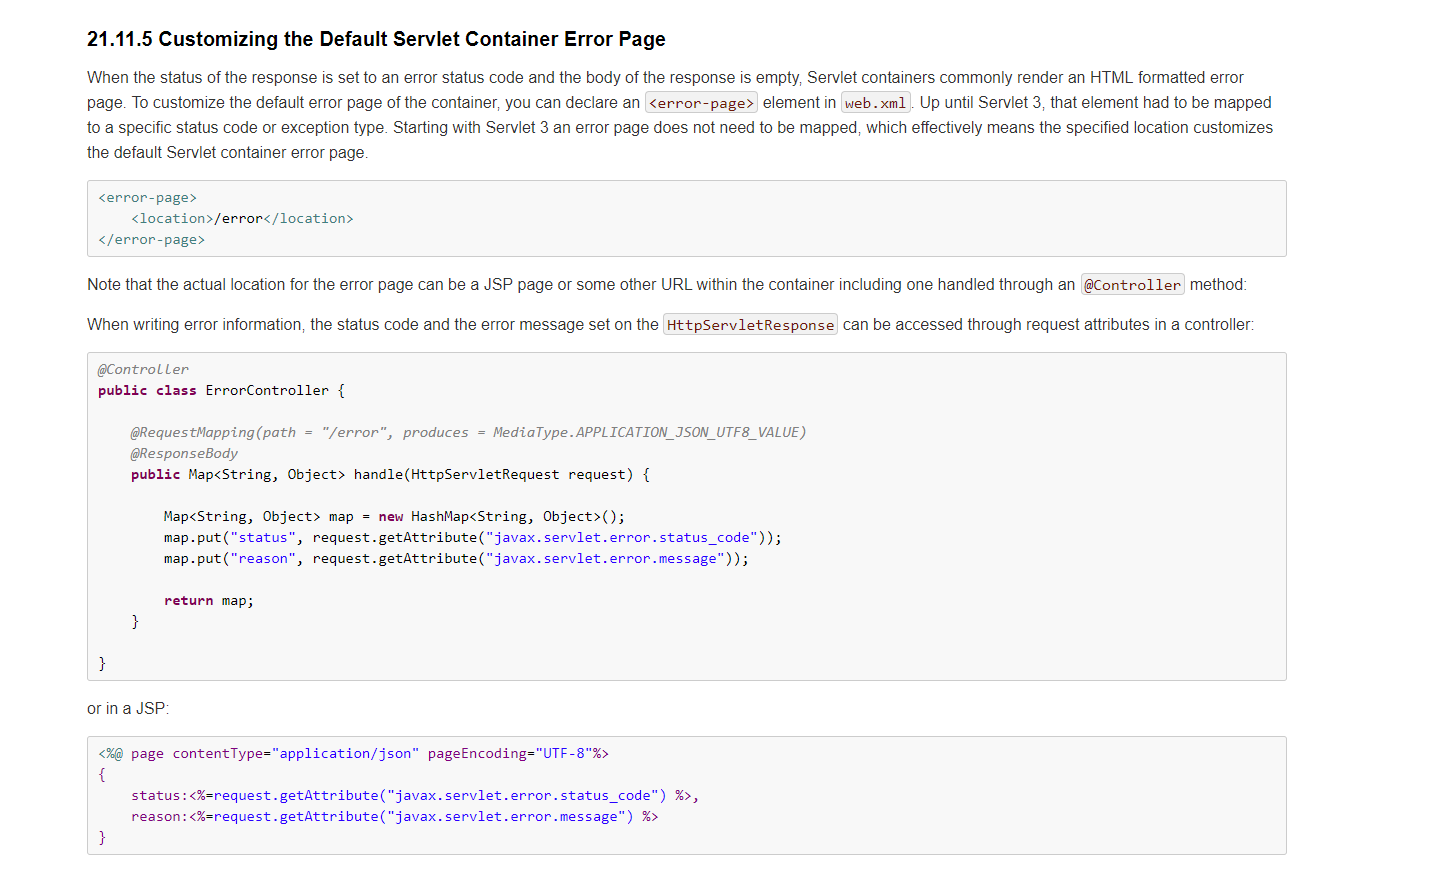 21.11.5 Customizing the Default Servlet Container Error Page
When the status of the response is set to an error status code and the body of the response is empty, Servlet containers commonly render an HTML formatted error
page. To customize the default error page of the container, you can declare an <error-page> element in web.xml. Up until Servlet 3, that element had to be mapped
to a specific status code or exception type. Starting with Servlet 3 an error page does not need to be mapped, which effectively means the specified location customizes
the default Servlet container error page.
<error-page>
    <location>/error</location>
</error-page>
Note that the actual location for the error page can be a JSP page or some other URL within the container including one handled through an @Controller method:
When writing error information, the status code and the error message set on the HttpServletResponse can be accessed through request attributes in a controller:
@Controller
public class ErrorController {
    @RequestMapping(path = "/error", produces = MediaType.APPLICATION_JSON_UTF8_VALUE)
    @ResponseBody
    public Map<String, Object> handle(HttpServletRequest request) {
        Map<String, Object> map = new HashMap<String, Object>();
        map.put("status", request.getAttribute("javax.servlet.error.status_code"));
        map.put("reason", request.getAttribute("javax.servlet.error.message"));
        return map;
    }
}
or in a JSP:
<%@ page contentType="application/json" pageEncoding="UTF-8"%>
{
    status:<%=request.getAttribute("javax.servlet.error.status_code") %>,
    reason:<%=request.getAttribute("javax.servlet.error.message") %>
}